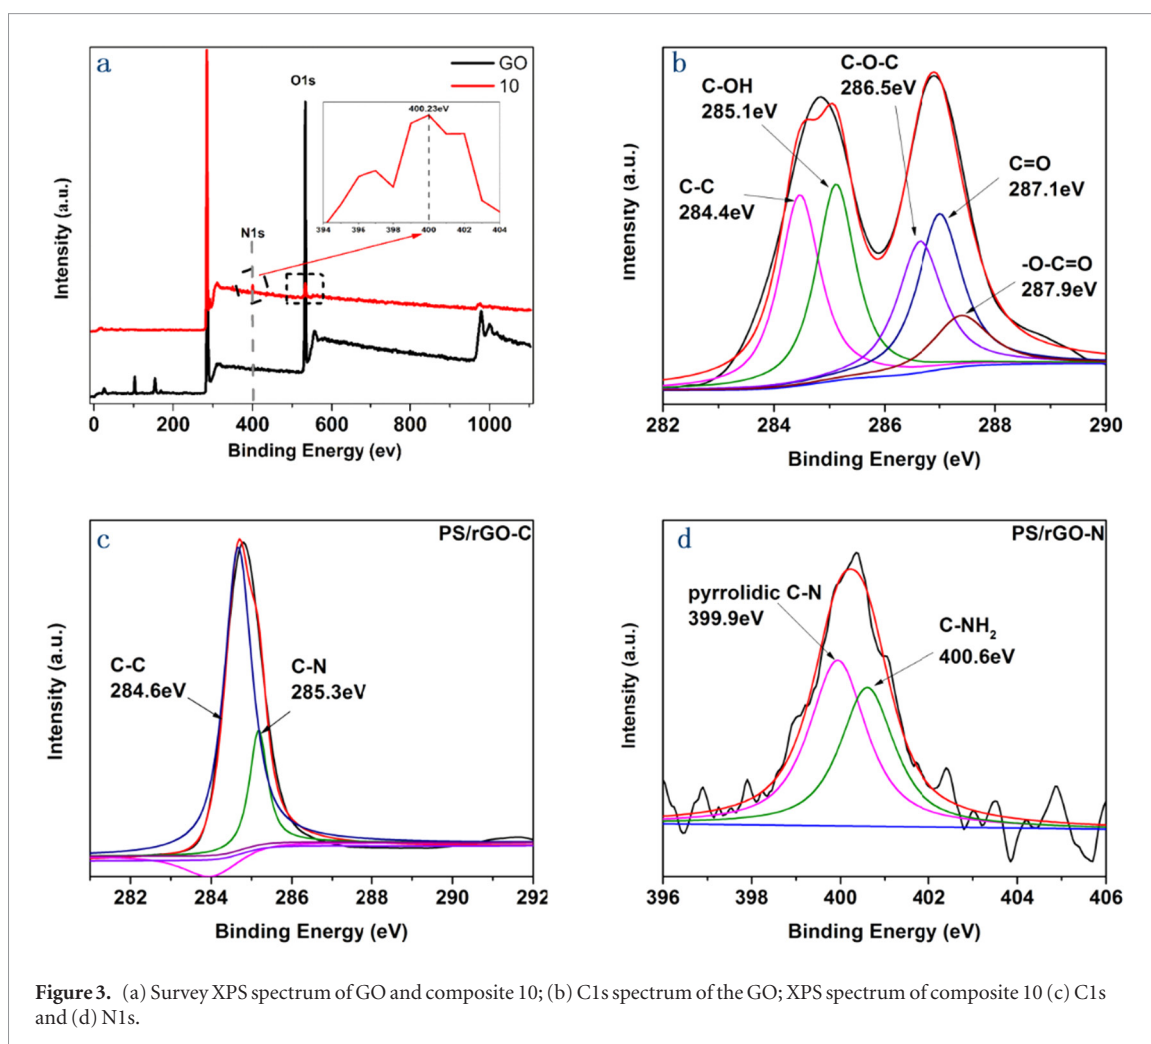 a
GO
10
O1s
400.23eV
394 396 398 400 402 404
N1s
Intensity (a.u.)
0 200 400 600 800 1000
Binding Energy (ev)
b
C-O-C
286.5eV
C-OH
285.1eV
C=O
287.1eV
C-C
284.4eV
-O-C=O
287.9eV
Intensity (a.u.)
282 284 286 288 290
Binding Energy (eV)
c
PS/rGO-C
C-C
284.6eV
C-N
285.3eV
Intensity (a.u.)
282 284 286 288 290 292
Binding Energy (eV)
d
PS/rGO-N
pyrrolidic C-N
399.9eV
C-NH₂
400.6eV
Intensity (a.u.)
396 398 400 402 404 406
Binding Energy (eV)
Figure 3. (a) Survey XPS spectrum of GO and composite 10; (b) C1s spectrum of the GO; XPS spectrum of composite 10 (c) C1s
and (d) N1s.